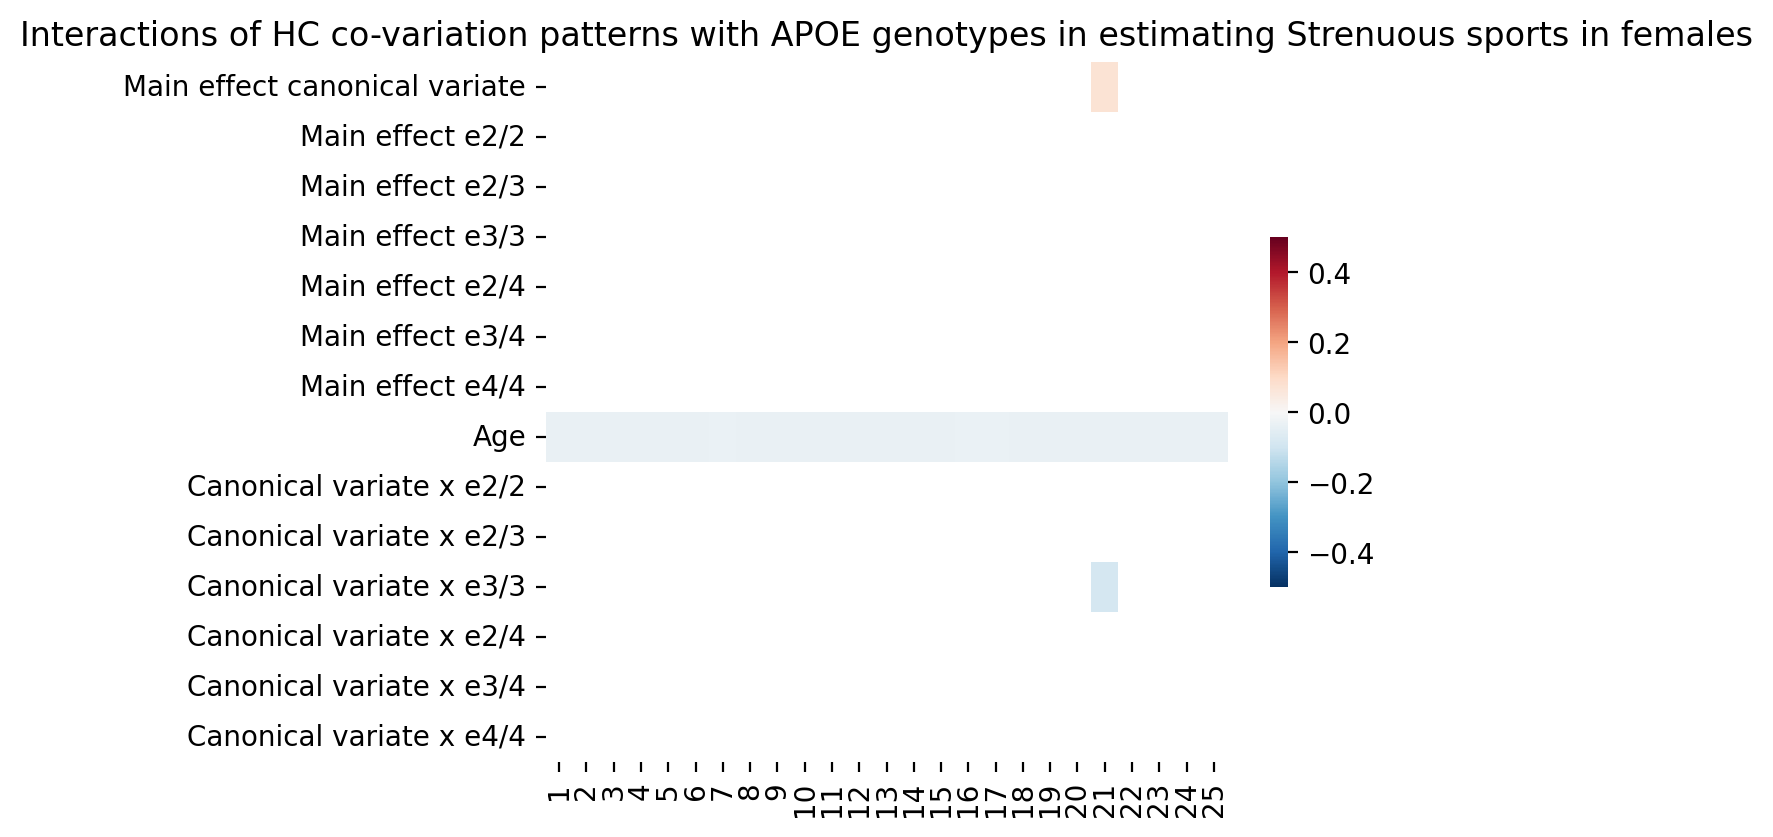 Interactions of HC co-variation patterns with APOE genotypes in estimating Strenuous sports in females
Main effect canonical variate
Main effect e2/2
Main effect e2/3
Main effect e3/3
Main effect e2/4
Main effect e3/4
Main effect e4/4
Age
Canonical variate x e2/2
Canonical variate x e2/3
Canonical variate x e3/3
Canonical variate x e2/4
Canonical variate x e3/4
Canonical variate x e4/4
1 2 3 4 5 6 7 8 9 10 11 12 13 14 15 16 17 18 19 20 21 22 23 24 25
0.4
0.2
0.0
−0.2
−0.4